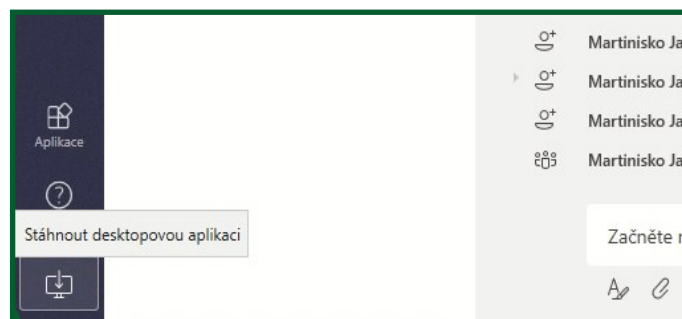 Aplikace
Stáhnout desktopovou aplikaci
Martinisko Ja
Martinisko Ja
Martinisko Ja
Martinisko Ja
Začněte